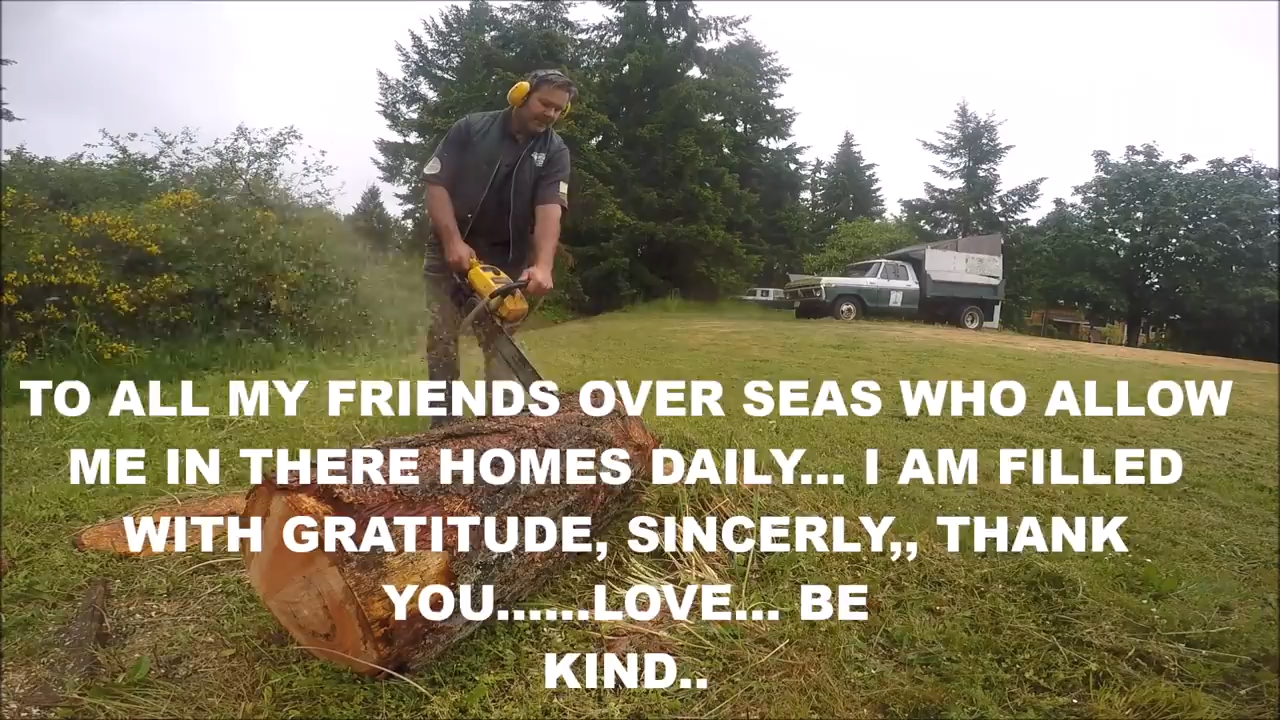 TO ALL MY FRIENDS OVER SEAS WHO ALLOW
ME IN THERE HOMES DAILY... I AM FILLED
WITH GRATITUDE, SINCERLY,, THANK
YOU......LOVE... BE
KIND..